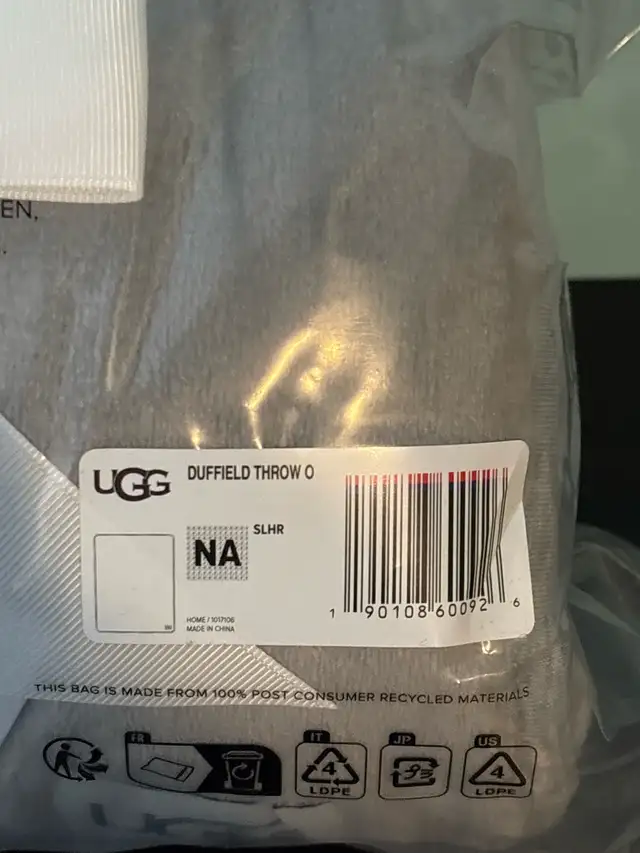 EN,
UGG
DUFFIELD THROW O
NA
SLHR
HOME / 1017106
MADE IN CHINA
1 90108 60092 6
THIS BAG IS MADE FROM 100% POST CONSUMER RECYCLED MATERIALS
FR
IT
4
LDPE
JP
US
4
LDPE